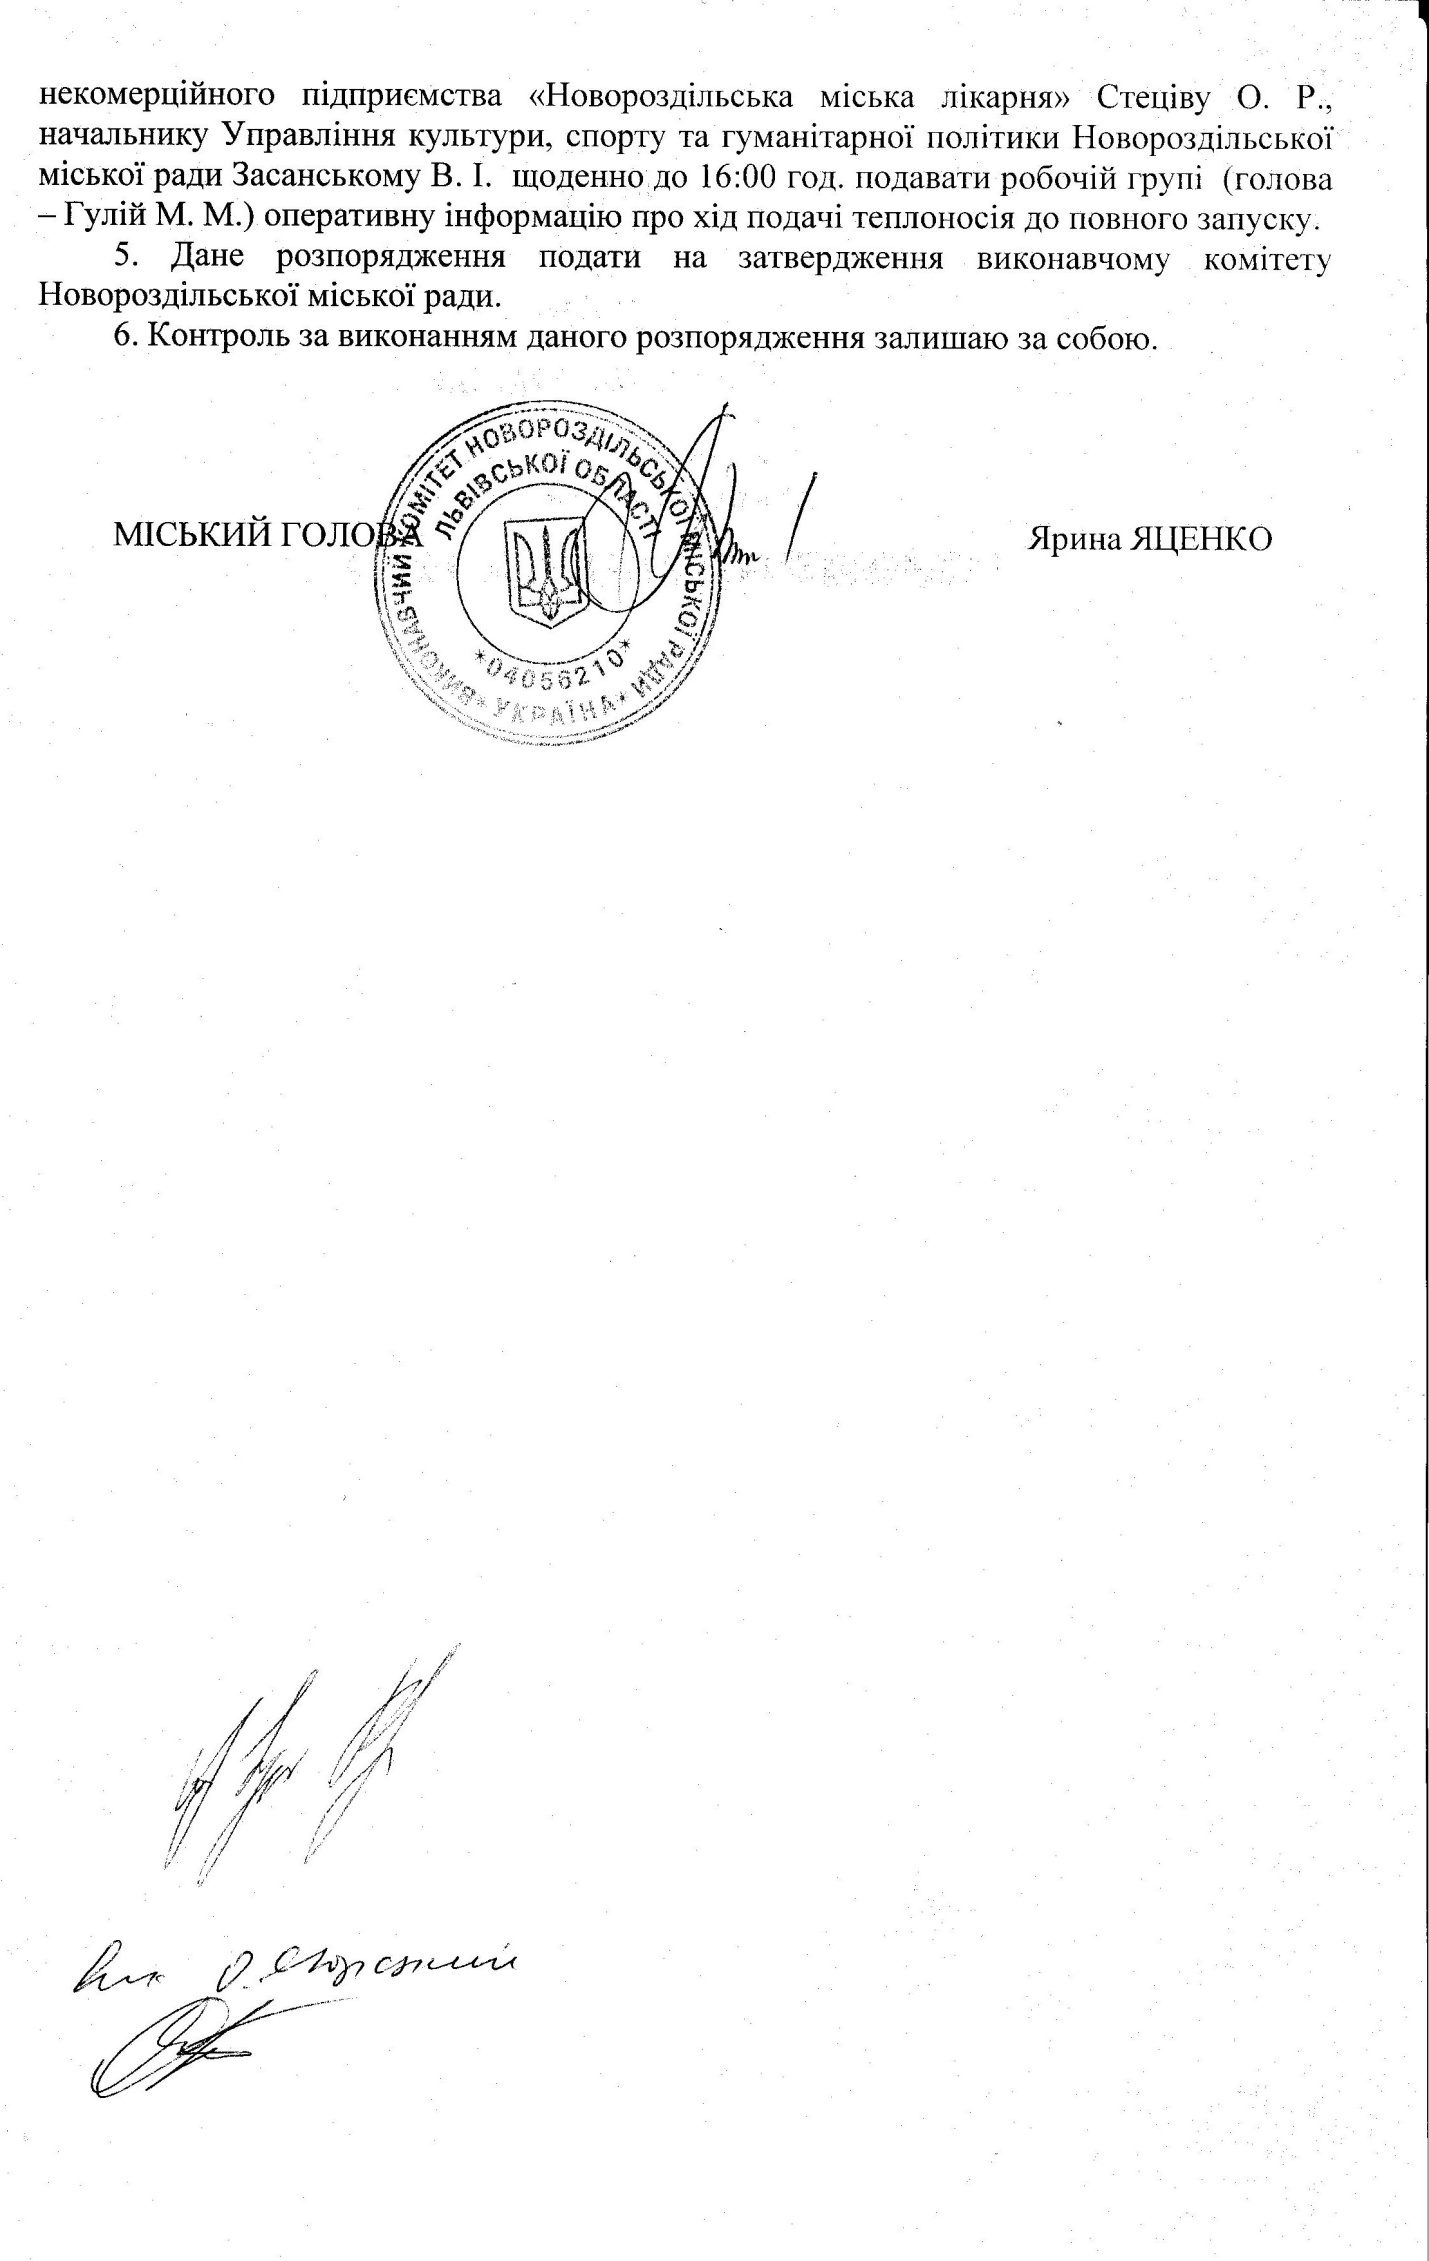 некомерційного підприємства «Новороздільська міська лікарня» Стеціву О. Р.,
начальнику Управління культури, спорту та гуманітарної політики Новороздільської
міської ради Засанському В. І. щоденно до 16:00 год. подавати робочій групі (голова
– Гулій М. М.) оперативну інформацію про хід подачі теплоносія до повного запуску.
5. Дане розпорядження подати на затвердження виконавчому комітету
Новороздільської міської ради.
6. Контроль за виконанням даного розпорядження залишаю за собою.
МІСЬКИЙ ГОЛОВА
Ярина ЯЦЕНКО
ВИКОНАВЧИЙ КОМІТЕТ НОВОРОЗДІЛЬСЬКОЇ МІСЬКОЇ РАДИ
ЛЬВІВСЬКОЇ ОБЛАСТІ
*04056210*
*УКРАЇНА*